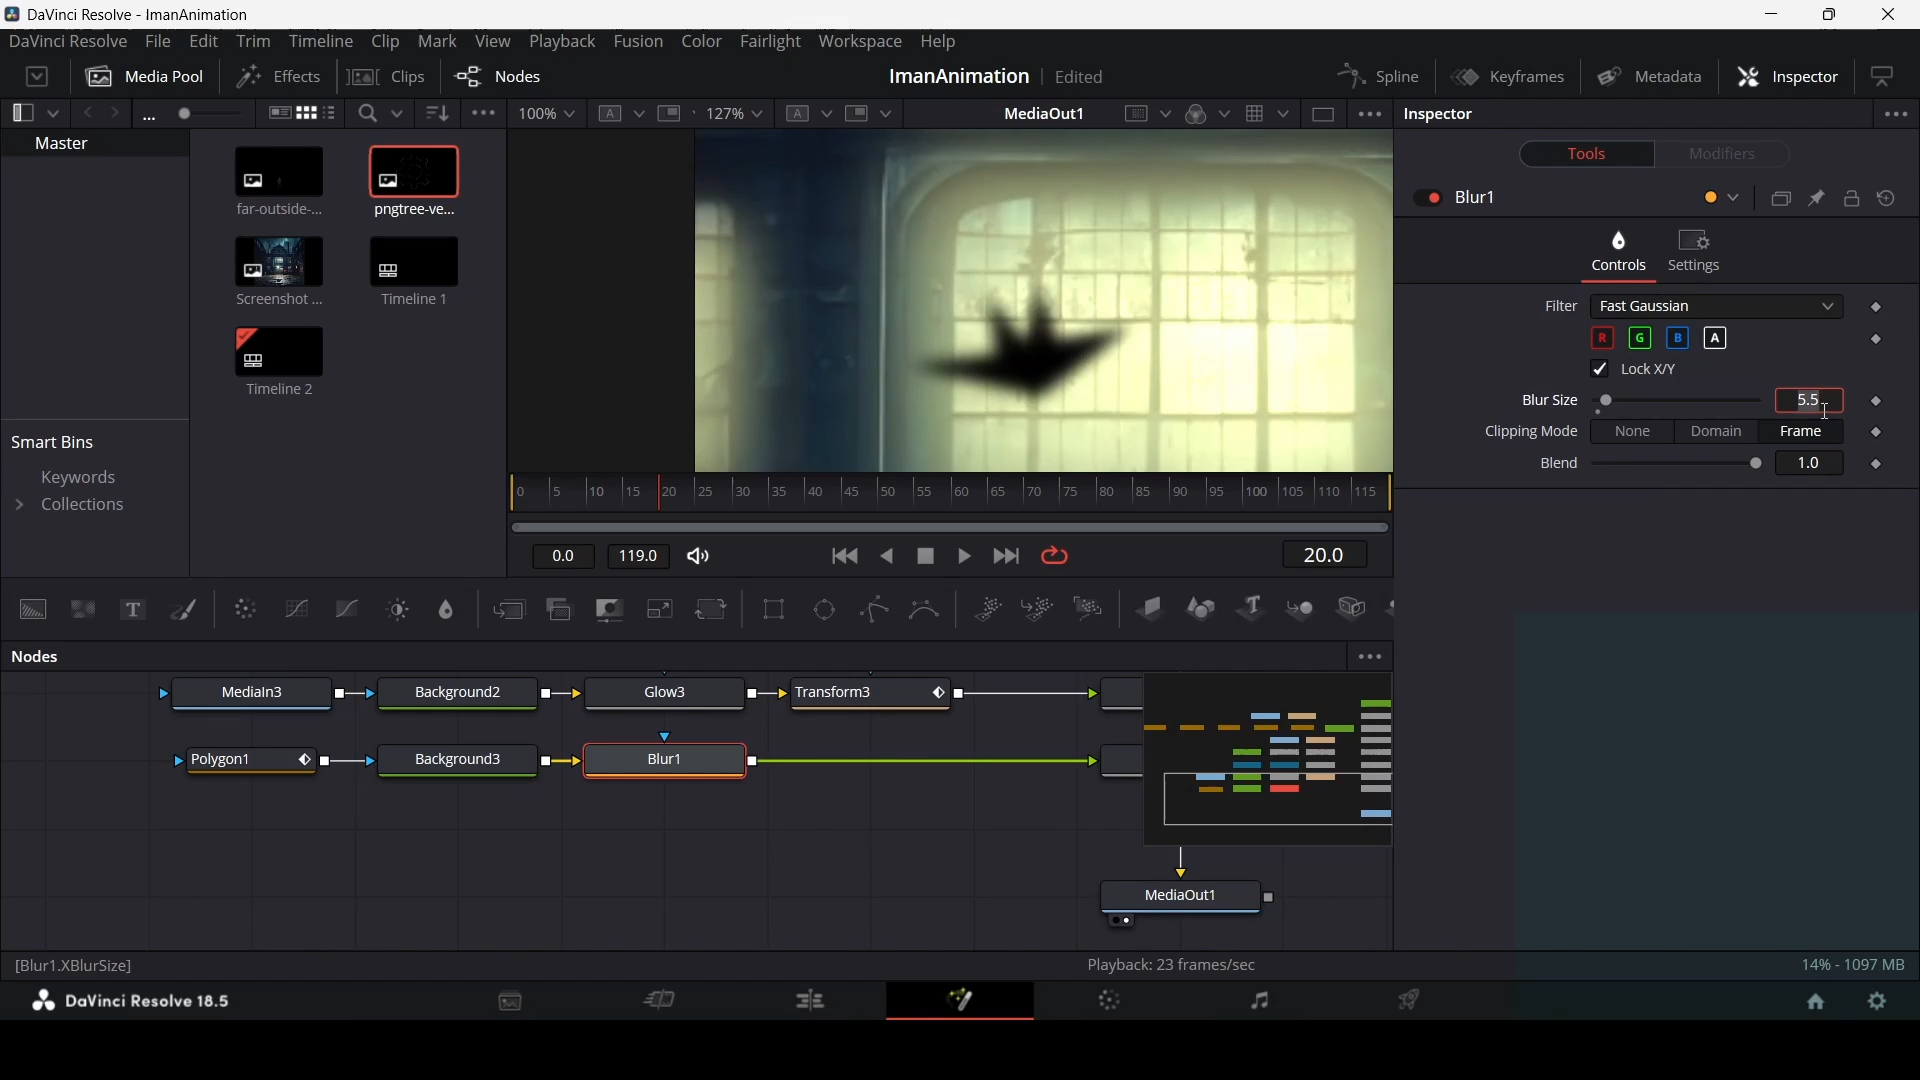 DaVinci Resolve - ImanAnimation
DaVinci Resolve File Edit Trim Timeline Clip Mark View Playback Fusion Color Fairlight Workspace Help
Media Pool Effects Clips Nodes ImanAnimation Edited Spline Keyframes Metadata Inspector
... 100% A 127% A MediaOut1 Inspector
Master
far-outside-...
pngtree-ve...
Screenshot ...
Timeline 1
Timeline 2
Smart Bins
Keywords
Collections
0 5 10 15 20 25 30 35 40 45 50 55 60 65 70 75 80 85 90 95 100 105 110 115
0.0 119.0 20.0
Tools Modifiers
Blur1
Controls Settings
Filter Fast Gaussian
R G B A
Lock X/Y
Blur Size 5.5
Clipping Mode None Domain Frame
Blend 1.0
T T
Nodes
MediaIn3 Background2 Glow3 Transform3
Polygon1 Background3 Blur1
MediaOut1
[Blur1.XBlurSize] Playback: 23 frames/sec 14% - 1097 MB
DaVinci Resolve 18.5